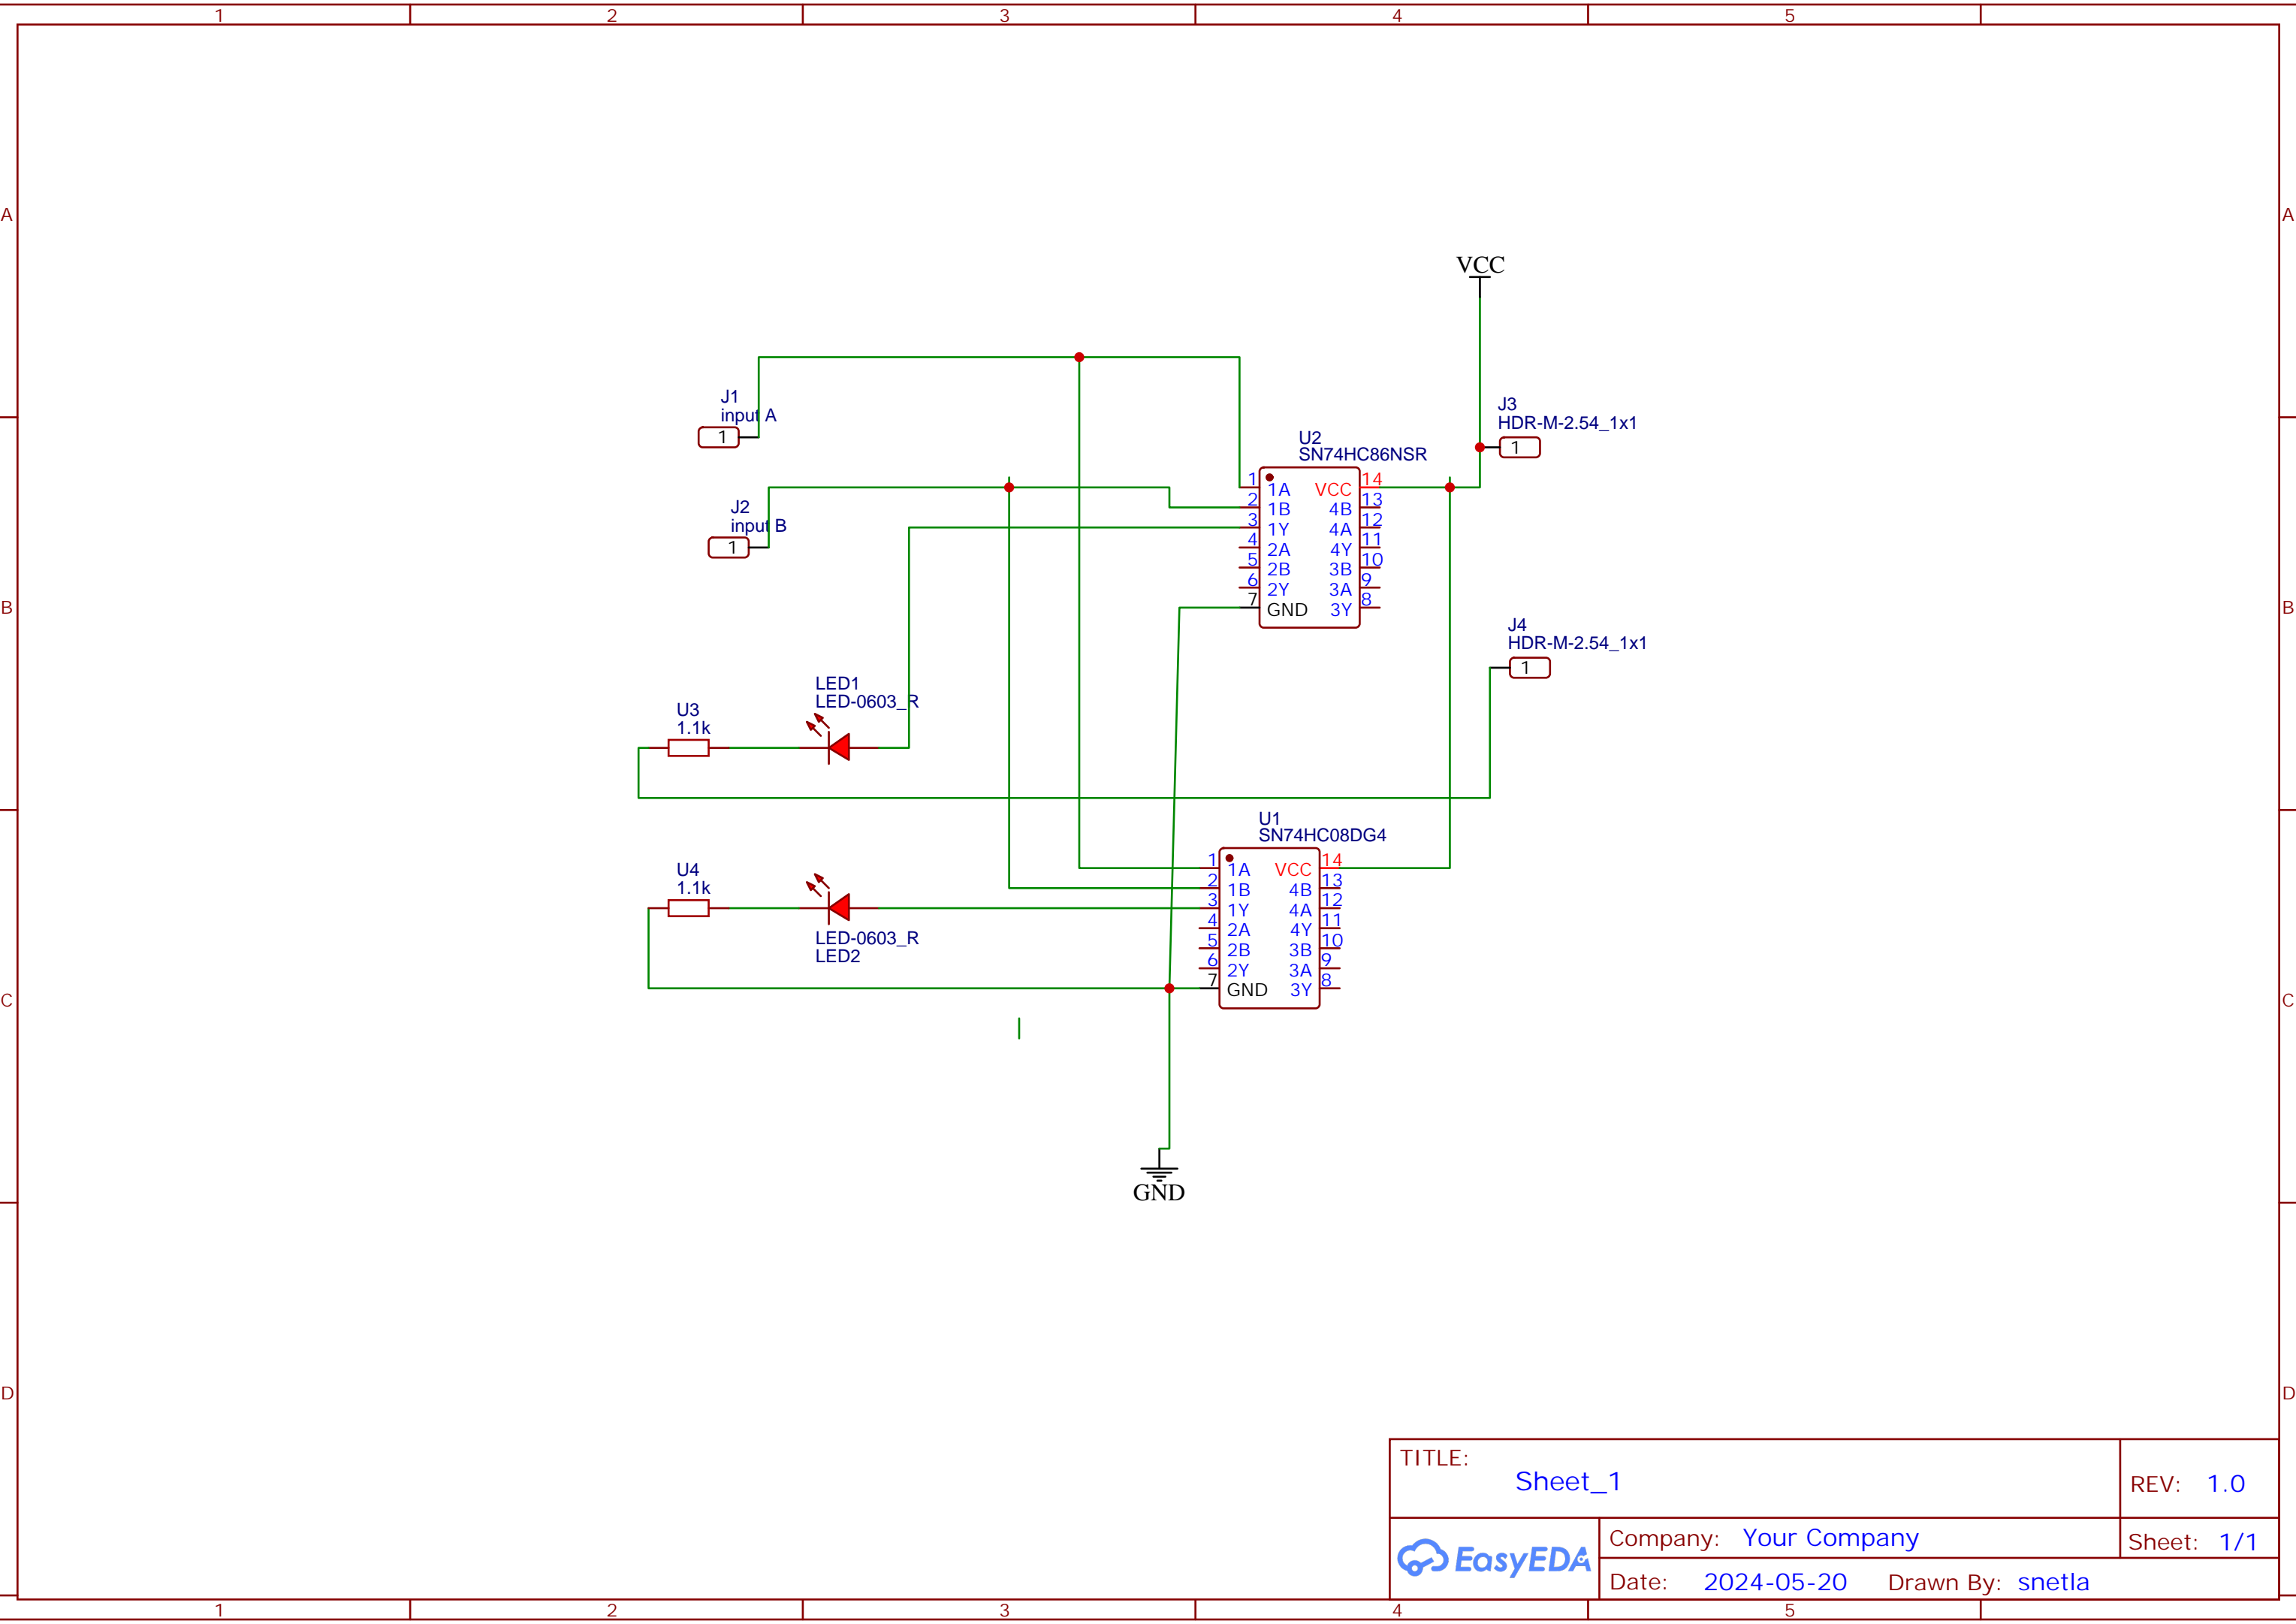 1 2 3 4 5
A A
VCC
J1
input A
J3
HDR-M-2.54_1x1
1
1
B B
U2
SN74HC86NSR
J2
input B
1
1 1A VCC 14
2 1B 4B 13
3 1Y 4A 12
4 2A 4Y 11
5 2B 3B 10
6 2Y 3A 9
7 GND 3Y 8
J4
HDR-M-2.54_1x1
1
LED1
LED-0603_R
U3
1.1k
U1
SN74HC08DG4
U4
1.1k
1 1A VCC 14
2 1B 4B 13
3 1Y 4A 12
4 2A 4Y 11
5 2B 3B 10
6 2Y 3A 9
7 GND 3Y 8
LED-0603_R
LED2
C C
GND
D D
TITLE:
Sheet_1
REV: 1.0
EasyEDA
Company: Your Company
Sheet: 1/1
Date: 2024-05-20 Drawn By: snetla
1 2 3 4 5